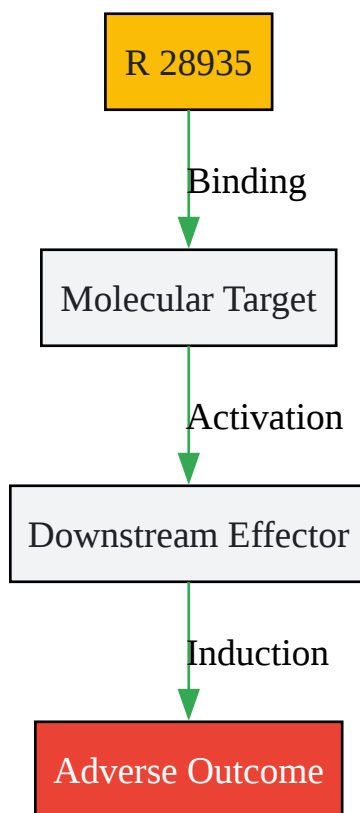 R 28935
Binding
Molecular Target
Activation
Downstream Effector
Induction
Adverse Outcome